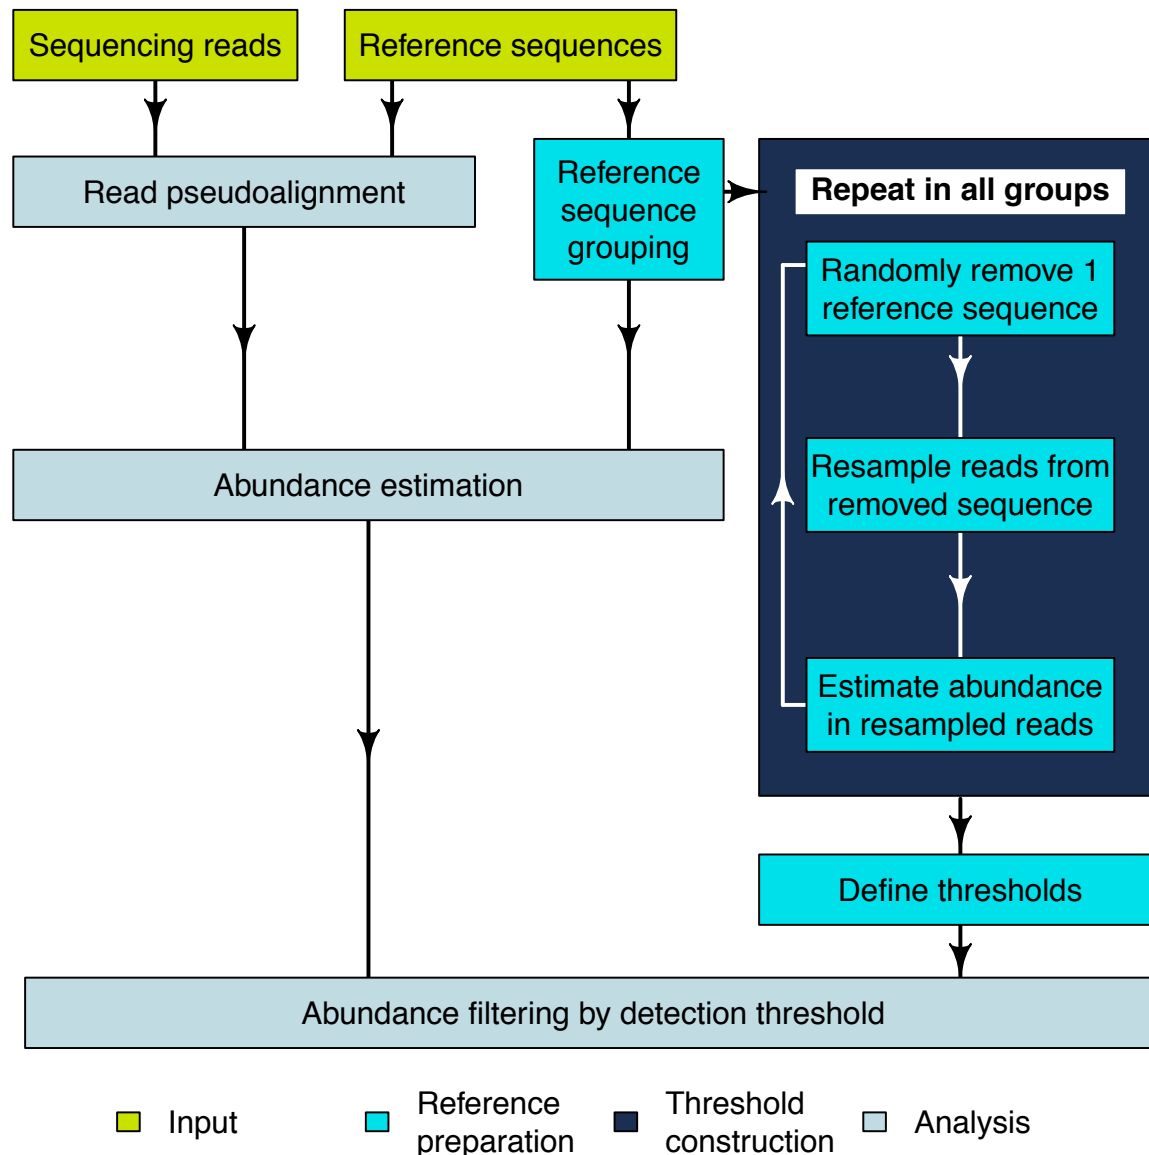 Sequencing reads
Reference sequences
Read pseudoalignment
Reference
sequence
grouping
Repeat in all groups
Randomly remove 1
reference sequence
Resample reads from
removed sequence
Abundance estimation
Estimate abundance
in resampled reads
Define thresholds
Abundance filtering by detection threshold
Input
Reference
preparation
Threshold
construction
Analysis